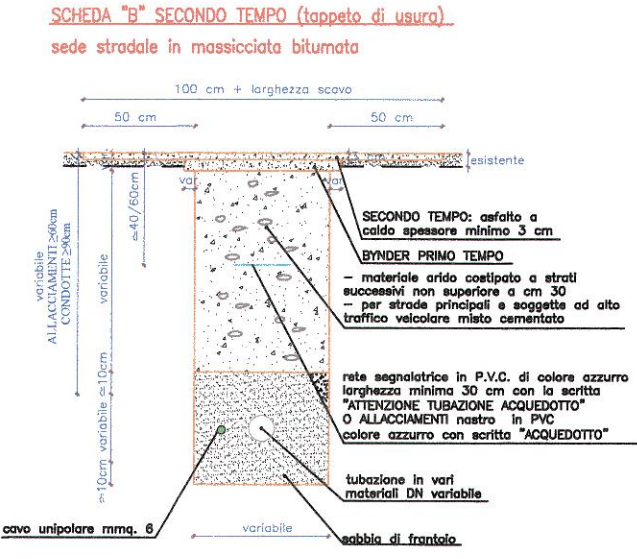 SCHEDA "B" SECONDO TEMPO (tappeto di usura)
sede stradale in massicciata bitumata
100 cm + larghezza scavo
50 cm
50 cm
3 cm
esistente
var
var
≃40/60cm
variabile
ALLACCIAMENTI ≥60cm
CONDOTTE ≥90cm
variabile
≃10cm
variabile
≃10cm
SECONDO TEMPO: asfalto a
caldo spessore minimo 3 cm
BYNDER PRIMO TEMPO
– materiale arido costipato a strati
successivi non superiore a cm 30
– per strade principali e soggette ad alto
traffico veicolare misto cementato
rete segnalatrice in P.V.C. di colore azzurro
larghezza minima 30 cm con la scritta
"ATTENZIONE TUBAZIONE ACQUEDOTTO"
O ALLACCIAMENTI nastro in PVC
colore azzurro con scritta "ACQUEDOTTO"
tubazione in vari
materiali DN variabile
cavo unipolare mmq. 6
variabile
sabbia di frantoio